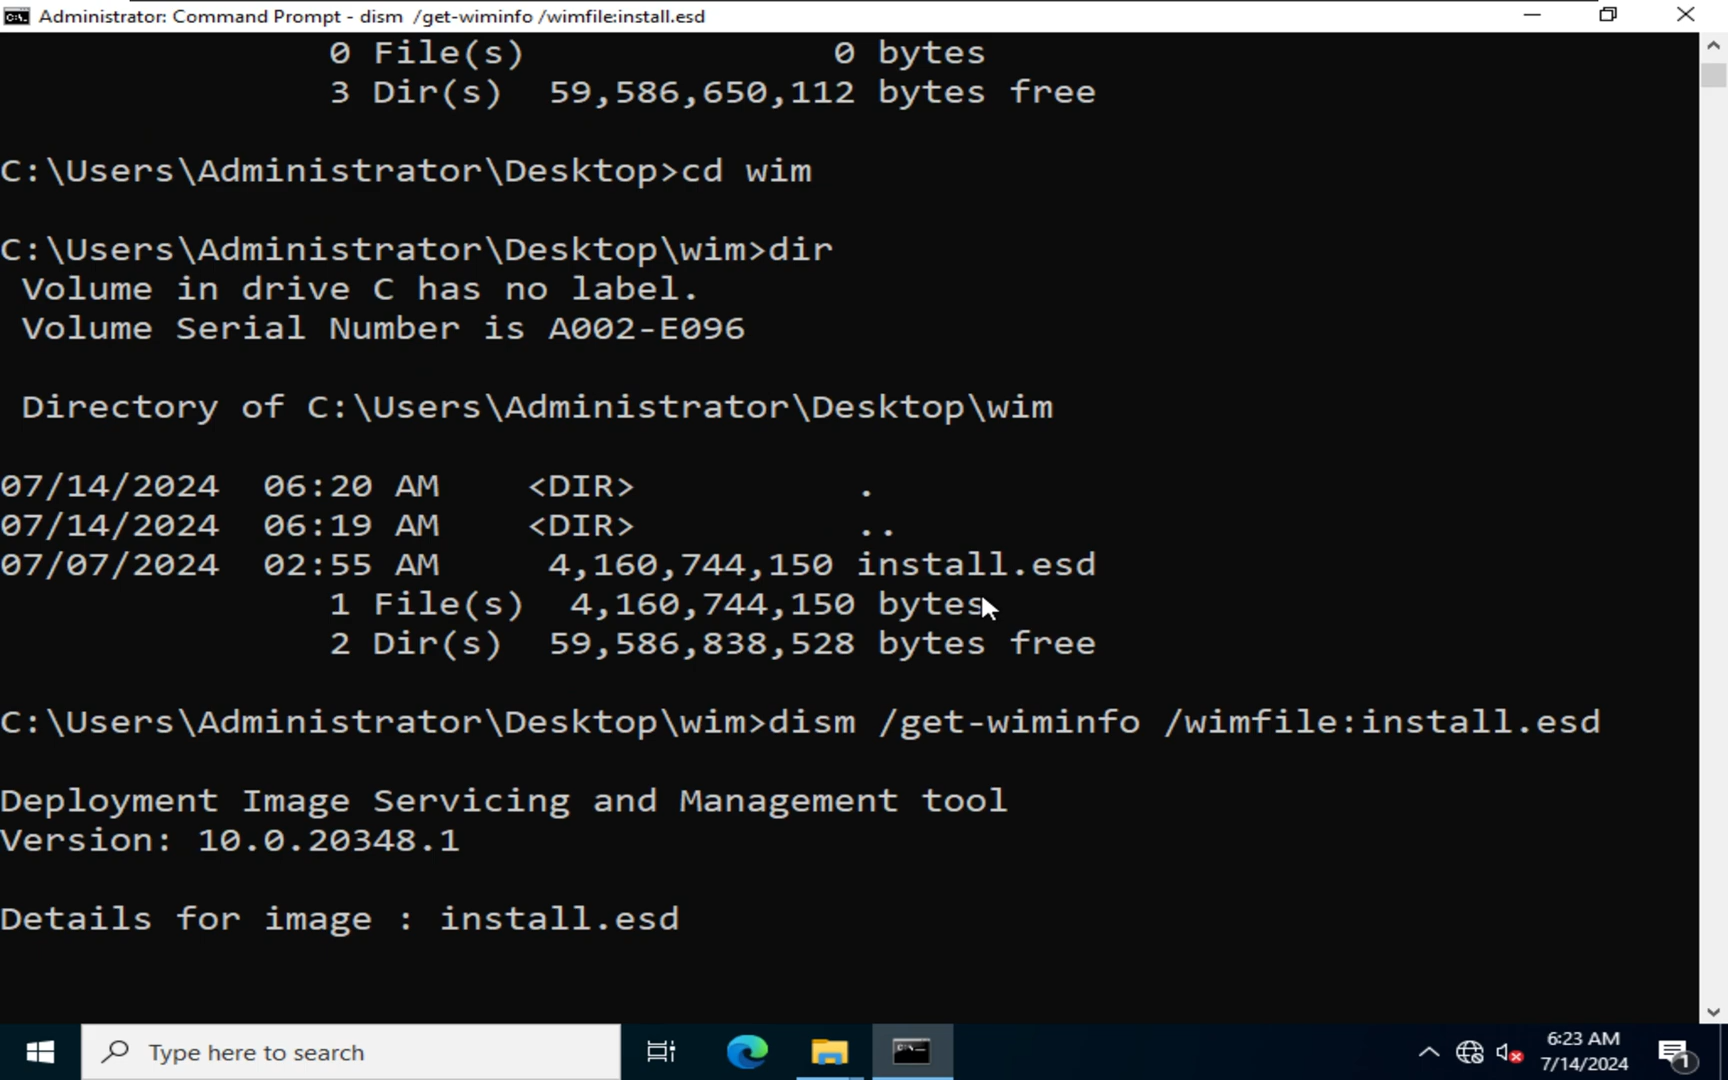 Administrator: Command Prompt - dism /get-wiminfo /wimfile:install.esd
0 File(s) 0 bytes
3 Dir(s) 59,586,650,112 bytes free
C:\Users\Administrator\Desktop>cd wim
C:\Users\Administrator\Desktop\wim>dir
Volume in drive C has no label.
Volume Serial Number is A002-E096
Directory of C:\Users\Administrator\Desktop\wim
07/14/2024 06:20 AM <DIR> .
07/14/2024 06:19 AM <DIR> ..
07/07/2024 02:55 AM 4,160,744,150 install.esd
1 File(s) 4,160,744,150 bytes
2 Dir(s) 59,586,838,528 bytes free
C:\Users\Administrator\Desktop\wim>dism /get-wiminfo /wimfile:install.esd
Deployment Image Servicing and Management tool
Version: 10.0.20348.1
Details for image : install.esd
Type here to search
6:23 AM
7/14/2024
1